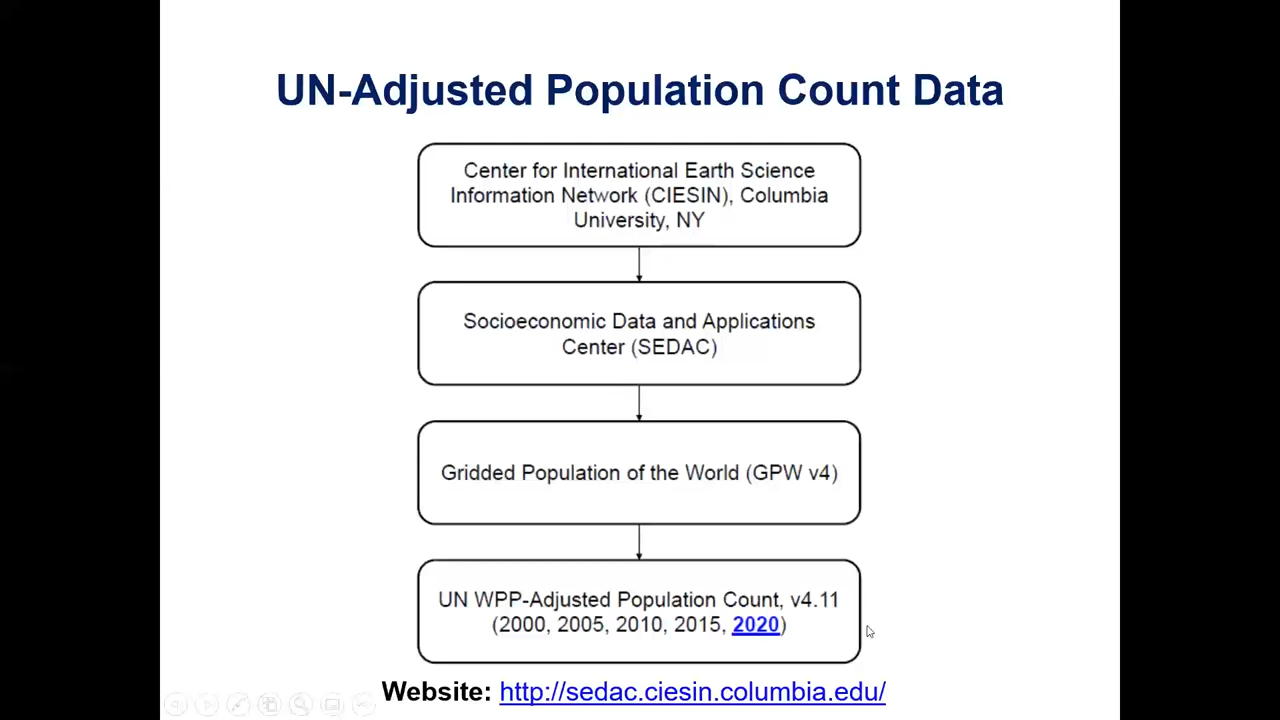 UN-Adjusted Population Count Data
Center for International Earth Science
Information Network (CIESIN), Columbia
University, NY
Socioeconomic Data and Applications
Center (SEDAC)
Gridded Population of the World (GPW v4)
UN WPP-Adjusted Population Count, v4.11
(2000, 2005, 2010, 2015, 2020)
Website: http://sedac.ciesin.columbia.edu/